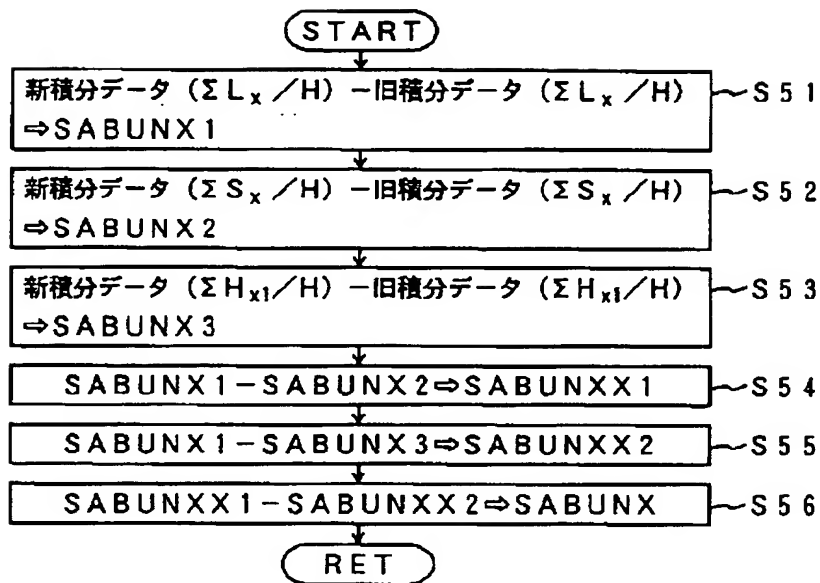 START
新積分データ（ΣLx／H）－旧積分データ（ΣLx／H） ～S51
⇨SABUNX1
新積分データ（ΣSx／H）－旧積分データ（ΣSx／H） ～S52
⇨SABUNX2
新積分データ（ΣHx1／H）－旧積分データ（ΣHx1／H） ～S53
⇨SABUNX3
SABUNX1－SABUNX2⇨SABUNXX1 ～S54
SABUNX1－SABUNX3⇨SABUNXX2 ～S55
SABUNXX1－SABUNXX2⇨SABUNX ～S56
RET